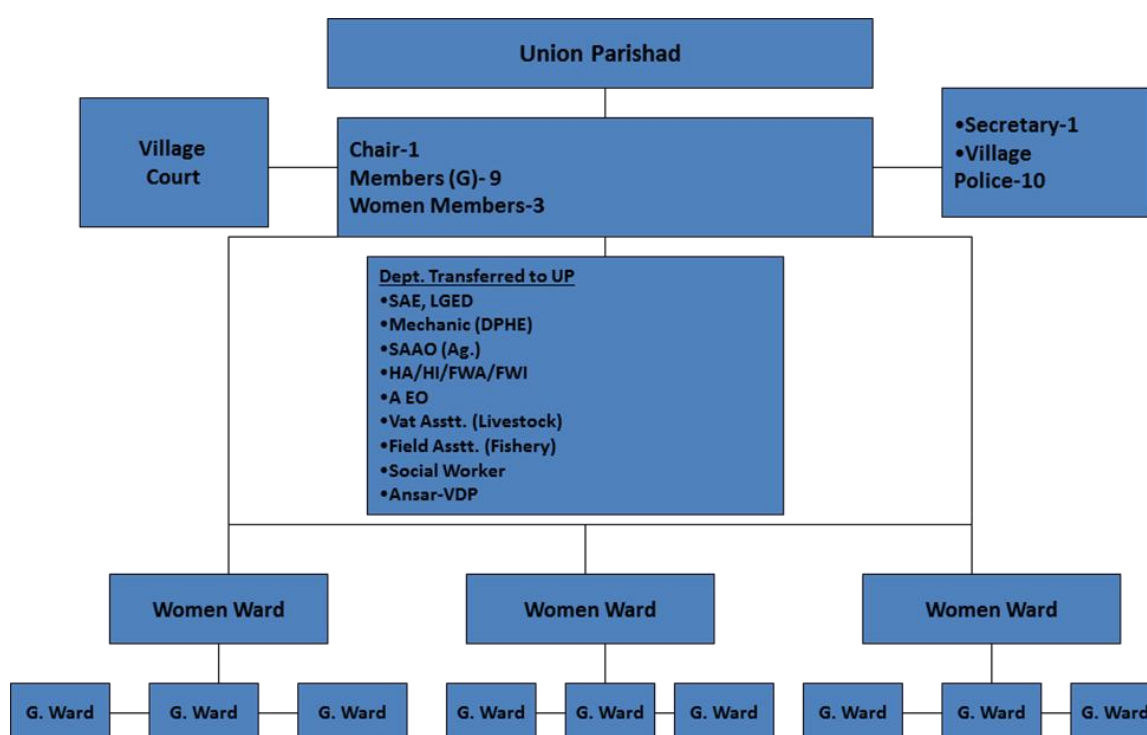 Union Parishad
Village
Court
Chair-1
Members (G)- 9
Women Members-3
•Secretary-1
•Village
Police-10
Dept. Transferred to UP
•SAE, LGED
•Mechanic (DPHE)
•SAAO (Ag.)
•HA/HI/FWA/FWI
•A EO
•Vat Asstt. (Livestock)
•Field Asstt. (Fishery)
•Social Worker
•Ansar-VDP
Women Ward
Women Ward
Women Ward
G. Ward
G. Ward
G. Ward
G. Ward
G. Ward
G. Ward
G. Ward
G. Ward
G. Ward